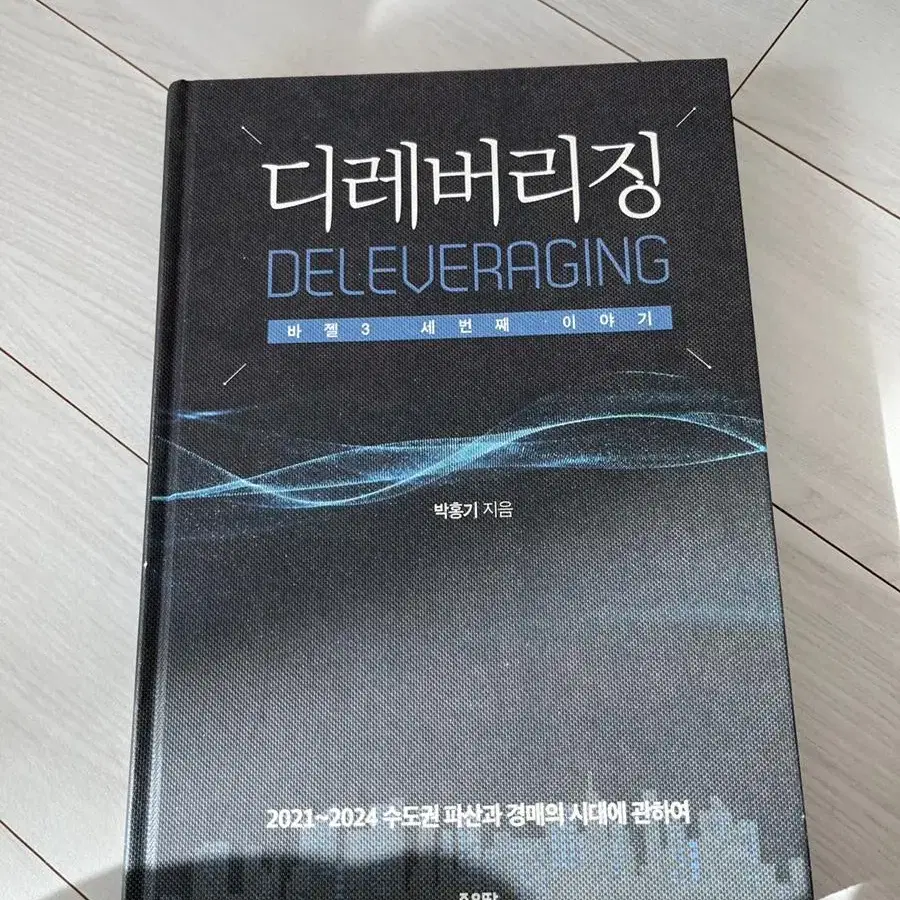 디레버리징
DELEVERAGING
바젤3 세번째 이야기
박홍기 지음
2021~2024 수도권 파산과 경매의 시대에 관하여